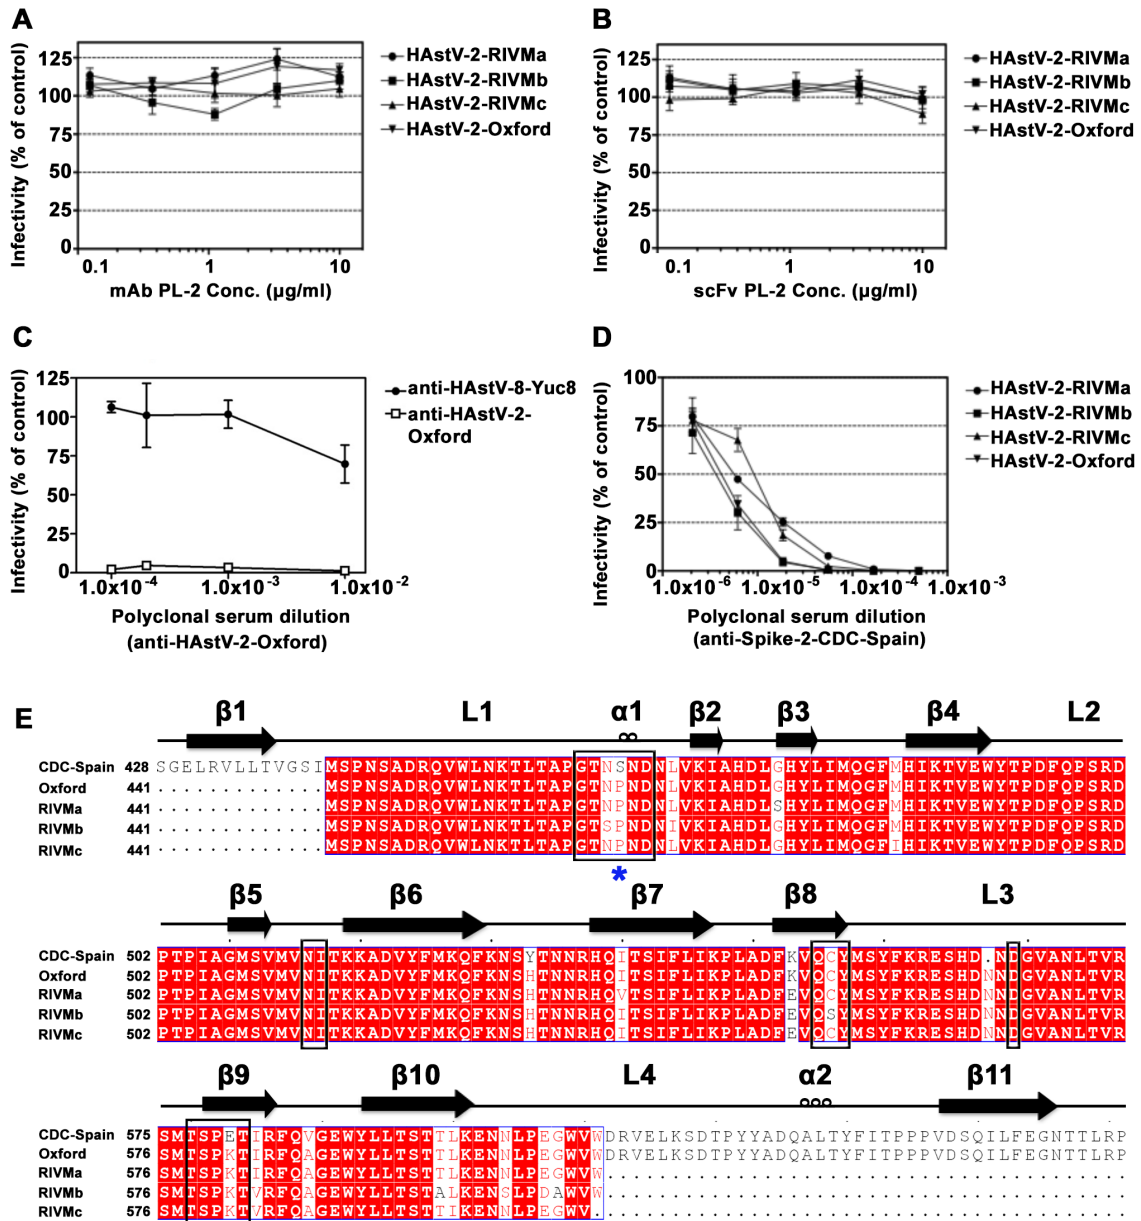 A
Infectivity (% of control)
125
100
75
50
25
0
0.1 1 10
mAb PL-2 Conc. (µg/ml)
HAstV-2-RIVMa
HAstV-2-RIVMb
HAstV-2-RIVMc
HAstV-2-Oxford
B
Infectivity (% of control)
125
100
75
50
25
0
0.1 1 10
scFv PL-2 Conc. (µg/ml)
HAstV-2-RIVMa
HAstV-2-RIVMb
HAstV-2-RIVMc
HAstV-2-Oxford
C
Infectivity (% of control)
125
100
75
50
25
0
1.0x10-4 1.0x10-3 1.0x10-2
Polyclonal serum dilution
(anti-HAstV-2-Oxford)
anti-HAstV-8-Yuc8
anti-HAstV-2-
Oxford
D
Infectivity (% of control)
100
75
50
25
0
1.0x10-6 1.0x10-5 1.0x10-4 1.0x10-3
Polyclonal serum dilution
(anti-Spike-2-CDC-Spain)
HAstV-2-RIVMa
HAstV-2-RIVMb
HAstV-2-RIVMc
HAstV-2-Oxford
E
β1 L1 α1 β2 β3 β4 L2
CDC-Spain 428 SGELRVLLTVGSIMSPNSADRQVWLNKTLTAPGTNSNDNLVKIAHDLGHYLIMQGFMHIKTVEWYTPDFQPSRD
Oxford 441 .............MSPNSADRQVWLNKTLTAPGTNPNDNLVKIAHDLGHYLIMQGFMHIKTVEWYTPDFQPSRD
RIVMa 441 .............MSPNSADRQVWLNKTLTAPGTNPNDNLVKIAHDLSHYLIMQGFMHIKTVEWYTPDFQPSRD
RIVMb 441 .............MSPNSADRQVWLNKTLTAPGTSPNDNIVKIAHDLGHYLIMQGFIHIKTVEWYTPDFQPSRD
RIVMc 441 .............MSPNSADRQVWLNKTLTAPGTNPNDNLVKIAHDLGHYLIMQGFIHIKTVEWYTPDFQPSRD
*
β5 β6 β7 β8 L3
CDC-Spain 502 PTPIAGMSVMVNITKKADVYFMKQFKNSYTNNRHQITSIFLIKPLADFKVQCYMSYFKRESHD.NDGVANLTVR
Oxford 502 PTPIAGMSVMVNITKKADVYFMKQFKNSHTNNRHQITSIFLIKPLADFKVQCYMSYFKRESHDNNDGVANLTVR
RIVMa 502 PTPIAGMSVMVNITKKADVYFMKQFKNSHTNNRHQVTSIFLIKPLADFEVQCYMSYFKRESHDNNDGVANLTVR
RIVMb 502 PTPIAGMSVMVNITKKADVYFMKQFKNSHTNNRHQITSIFLIKPLADFEVQSYMSYFKRESHDNNDGVANLTVR
RIVMc 502 PTPIAGMSVMVNITKKADVYFMKQFKNSHTNNRHQITSIFLIKPLADFEVQCYMSYFKRESHDNNDGVANLTVR
β9 β10 L4 α2 β11
CDC-Spain 575 SMTSPETIRFQVGEWYLLTSTTLKENNLPEGWVWDRVELKSDTPYYADQALTYFITPPPVDSQILFEGNTTLRP
Oxford 576 SMTSPKTIRFQAGEWYLLTSTTLKENNLPEGWVWDRVELKSDTPYYADQALTYFITPPPVDSQILFEGNTTLRP
RIVMa 576 SMTSPKTIRFQAGEWYLLTSTTLKENNLPEGWVW........................................
RIVMb 576 SMTSPKTVRFQAGEWYLLTSTALKENSLPDAWVW........................................
RIVMc 576 SMTSPKTIRFQAGEWYLLTSTTIKENNLPEGWV.........................................